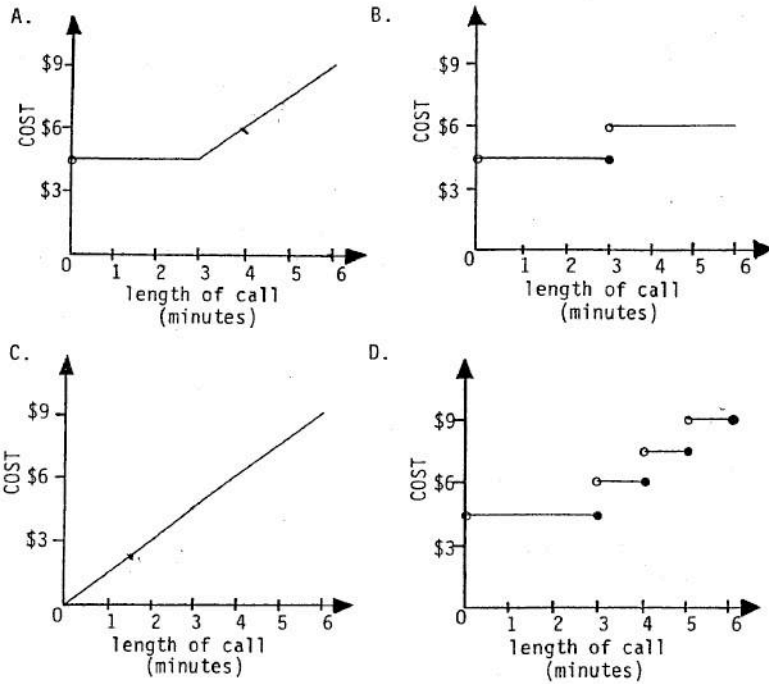 A.
$9
$6
$3
COST
0 1 2 3 4 5 6
length of call
(minutes)
B.
$9
$6
$3
COST
0 1 2 3 4 5 6
length of call
(minutes)
C.
$9
$6
$3
COST
0 1 2 3 4 5 6
length of call
(minutes)
D.
$9
$6
$3
COST
0 1 2 3 4 5 6
length of call
(minutes)